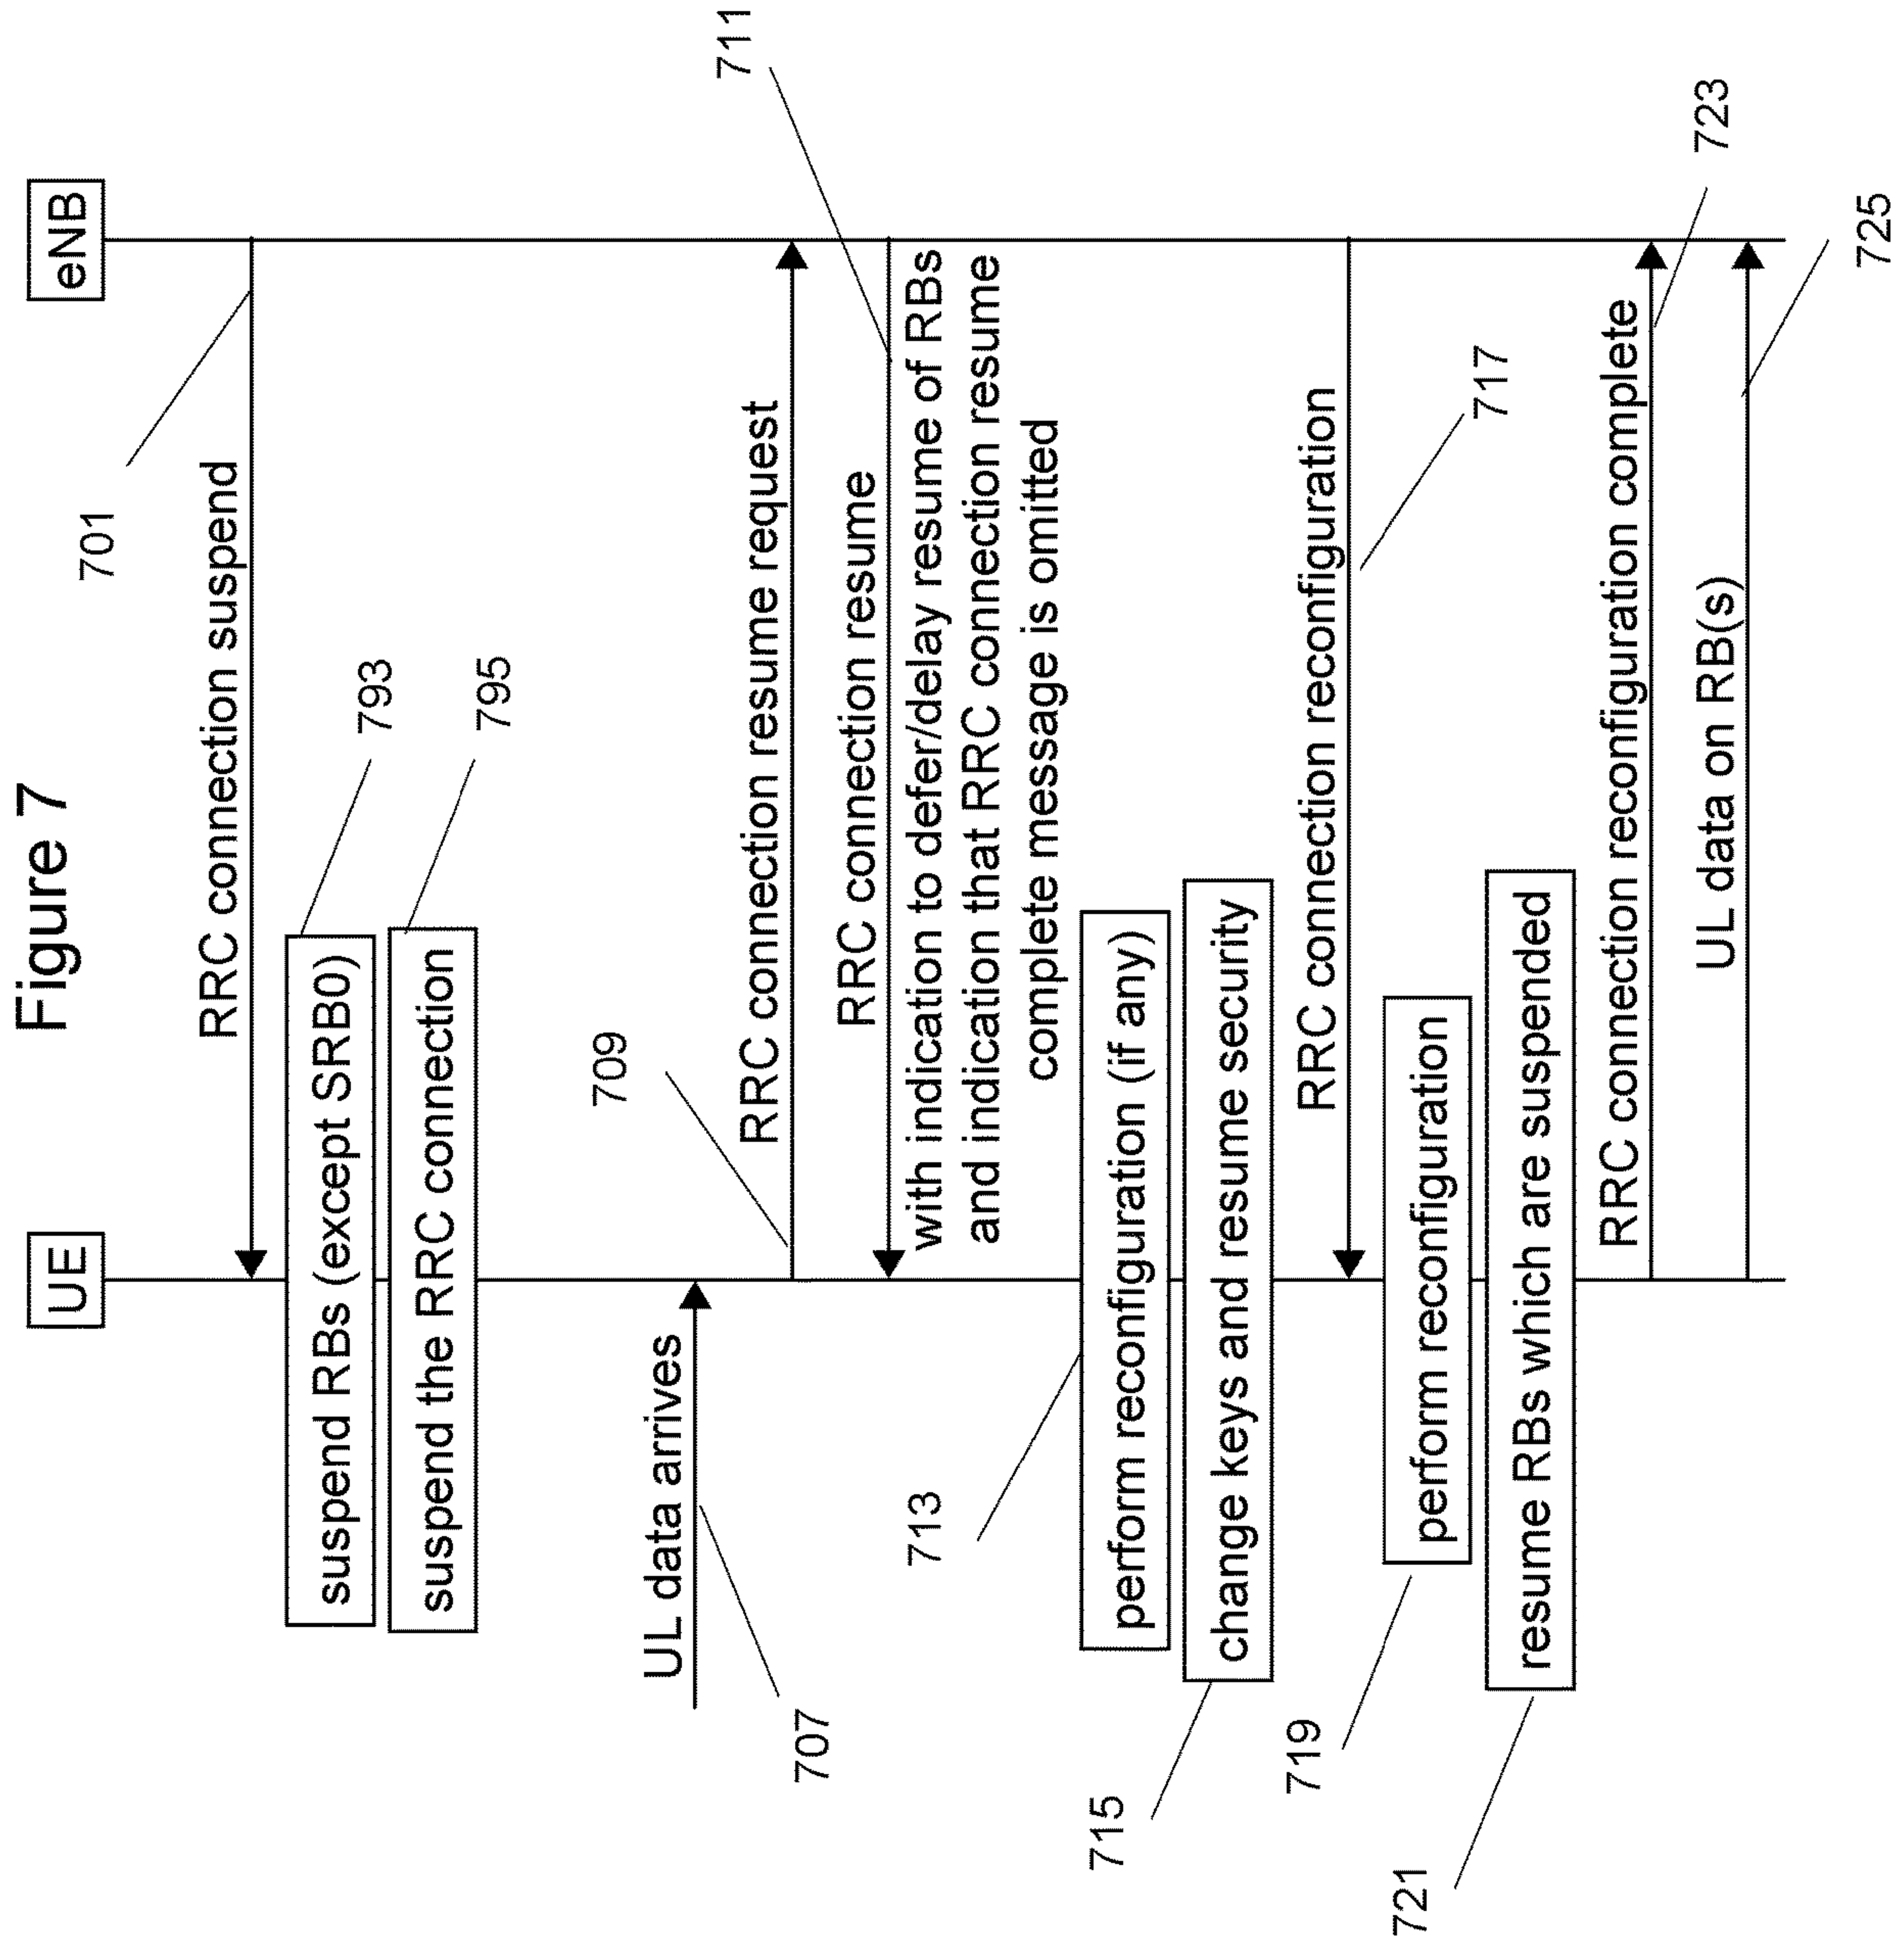 Figure 7
UE
eNB
701
RRC connection suspend
793
suspend RBs (except SRB0)
795
suspend the RRC connection
UL data arrives
707
709
RRC connection resume request
711
RRC connection resume
with indication to defer/delay resume of RBs
and indication that RRC connection resume
complete message is omitted
713
perform reconfiguration (if any)
715
change keys and resume security
RRC connection reconfiguration
717
719
perform reconfiguration
721
resume RBs which are suspended
RRC connection reconfiguration complete
723
UL data on RB(s)
725